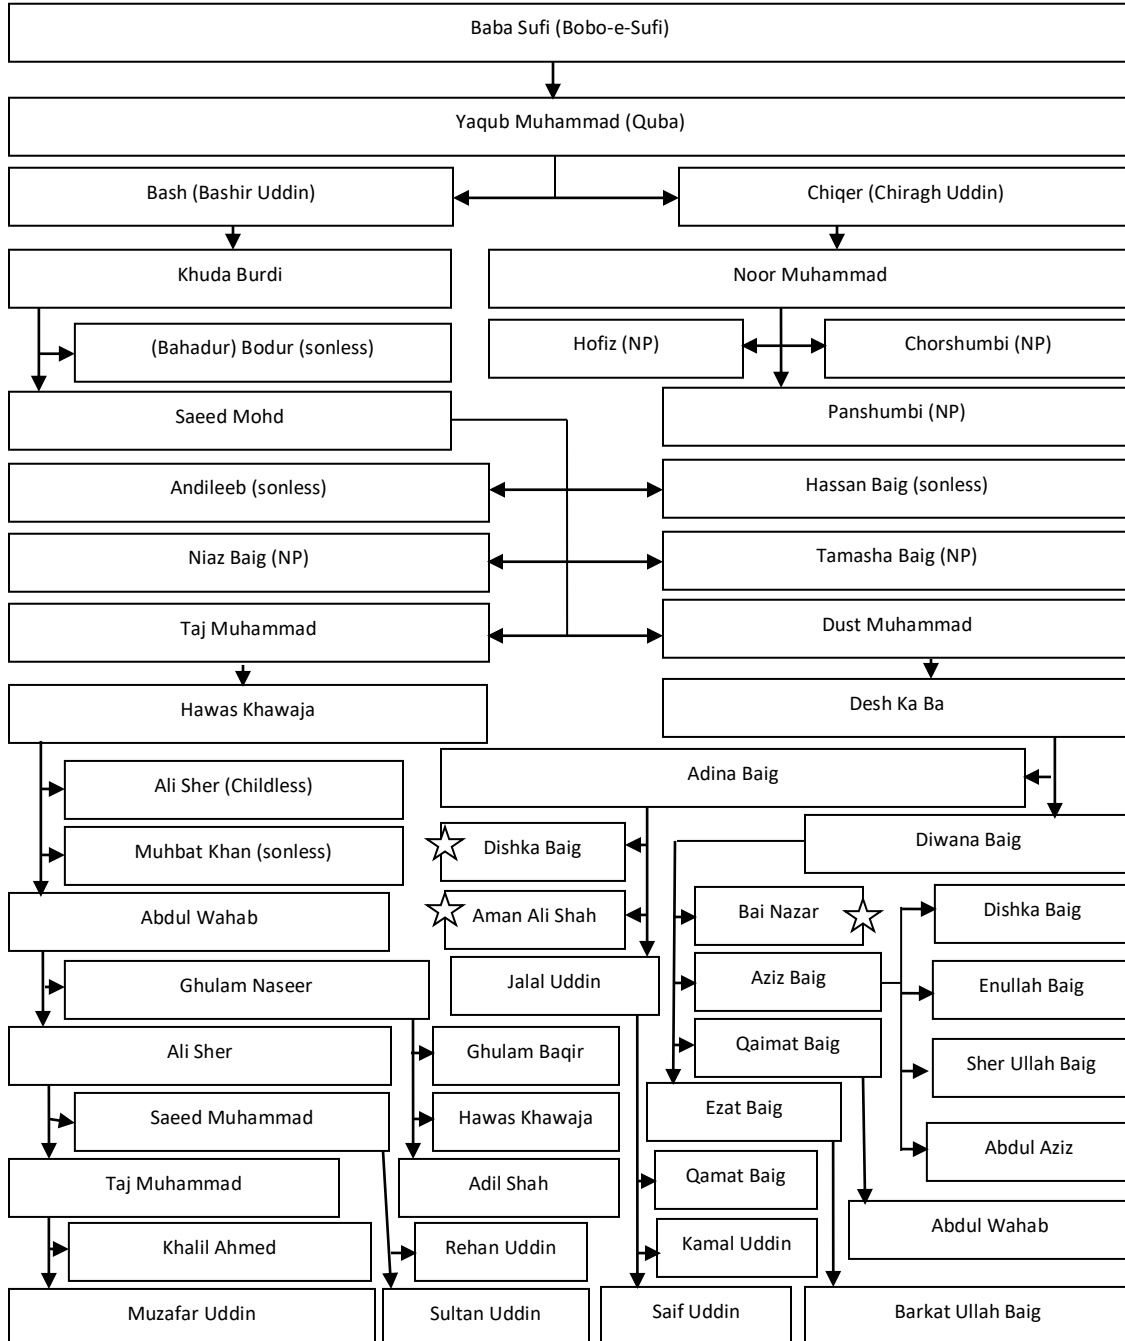 Baba Sufi (Bobo-e-Sufi)
Yaqub Muhammad (Quba)
Bash (Bashir Uddin)
Chiqer (Chiragh Uddin)
Khuda Burdi
Noor Muhammad
(Bahadur) Bodur (sonless)
Hofiz (NP)
Chorshumbi (NP)
Saeed Mohd
Panshumbi (NP)
Andileeb (sonless)
Hassan Baig (sonless)
Niaz Baig (NP)
Tamasha Baig (NP)
Taj Muhammad
Dust Muhammad
Hawas Khawaja
Desh Ka Ba
Ali Sher (Childless)
Adina Baig
Muhbat Khan (sonless)
Dishka Baig
Diwana Baig
Abdul Wahab
Aman Ali Shah
Bai Nazar
Dishka Baig
Ghulam Naseer
Jalal Uddin
Aziz Baig
Enullah Baig
Ali Sher
Ghulam Baqir
Qaimat Baig
Sher Ullah Baig
Saeed Muhammad
Hawas Khawaja
Ezat Baig
Abdul Aziz
Taj Muhammad
Adil Shah
Qamat Baig
Abdul Wahab
Khalil Ahmed
Rehan Uddin
Kamal Uddin
Muzafar Uddin
Sultan Uddin
Saif Uddin
Barkat Ullah Baig